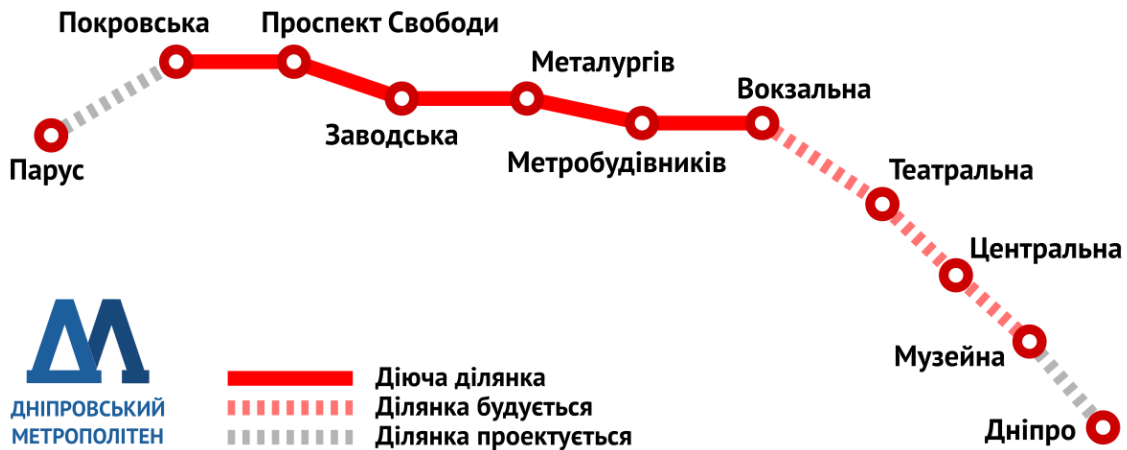 Покровська
Проспект Свободи
Металургів
Вокзальна
Заводська
Метробудівників
Парус
Театральна
Центральна
Музейна
Дніпро
ДНІПРОВСЬКИЙ
МЕТРОПОЛІТЕН
Діюча ділянка
Ділянка будується
Ділянка проектується